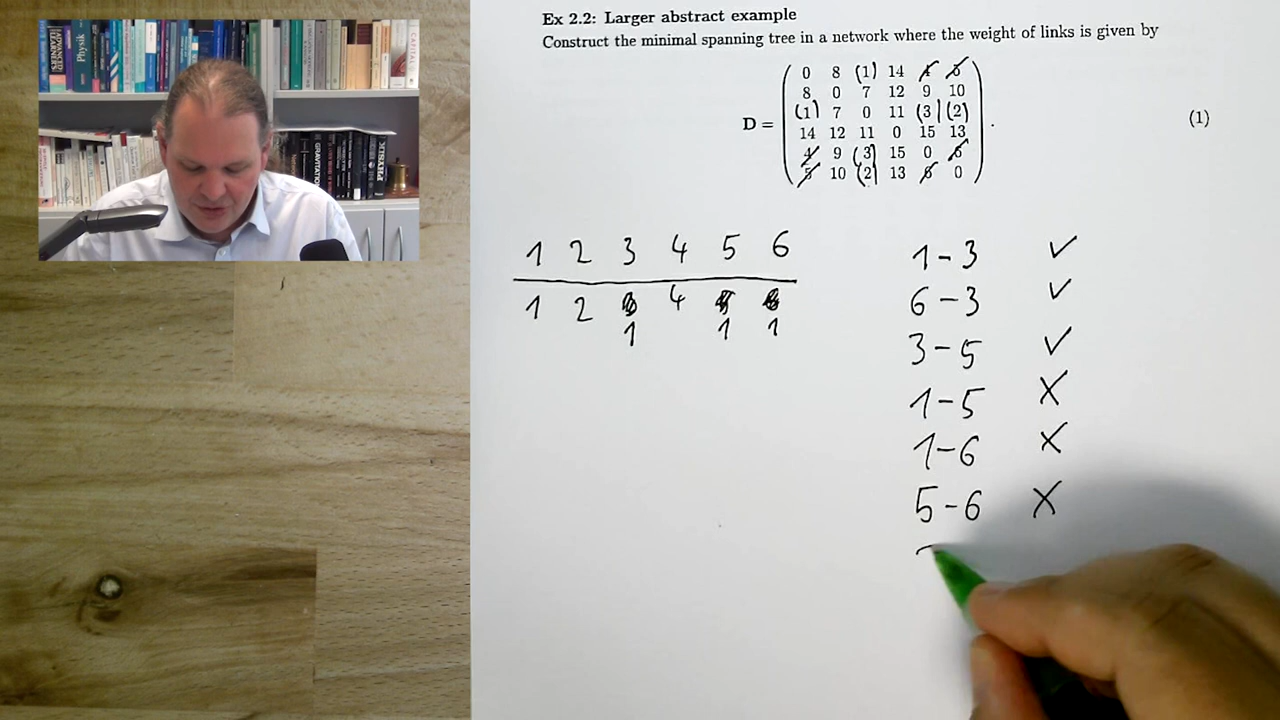 Ex 2.2: Larger abstract example
Construct the minimal spanning tree in a network where the weight of links is given by
0 8 (1) 14 4 5
8 0 7 12 9 10
(1) 7 0 11 (3) (2)
D = 14 12 11 0 15 13 . (1)
4 9 (3) 15 0 6
5 10 (2) 13 6 0
1 2 3 4 5 6
1 2 3 4 5 6
1 1 1
1-3 ✓
6-3 ✓
3-5 ✓
1-5 X
1-6 X
5-6 X
Physik
GRAVITATION
CAPITAL